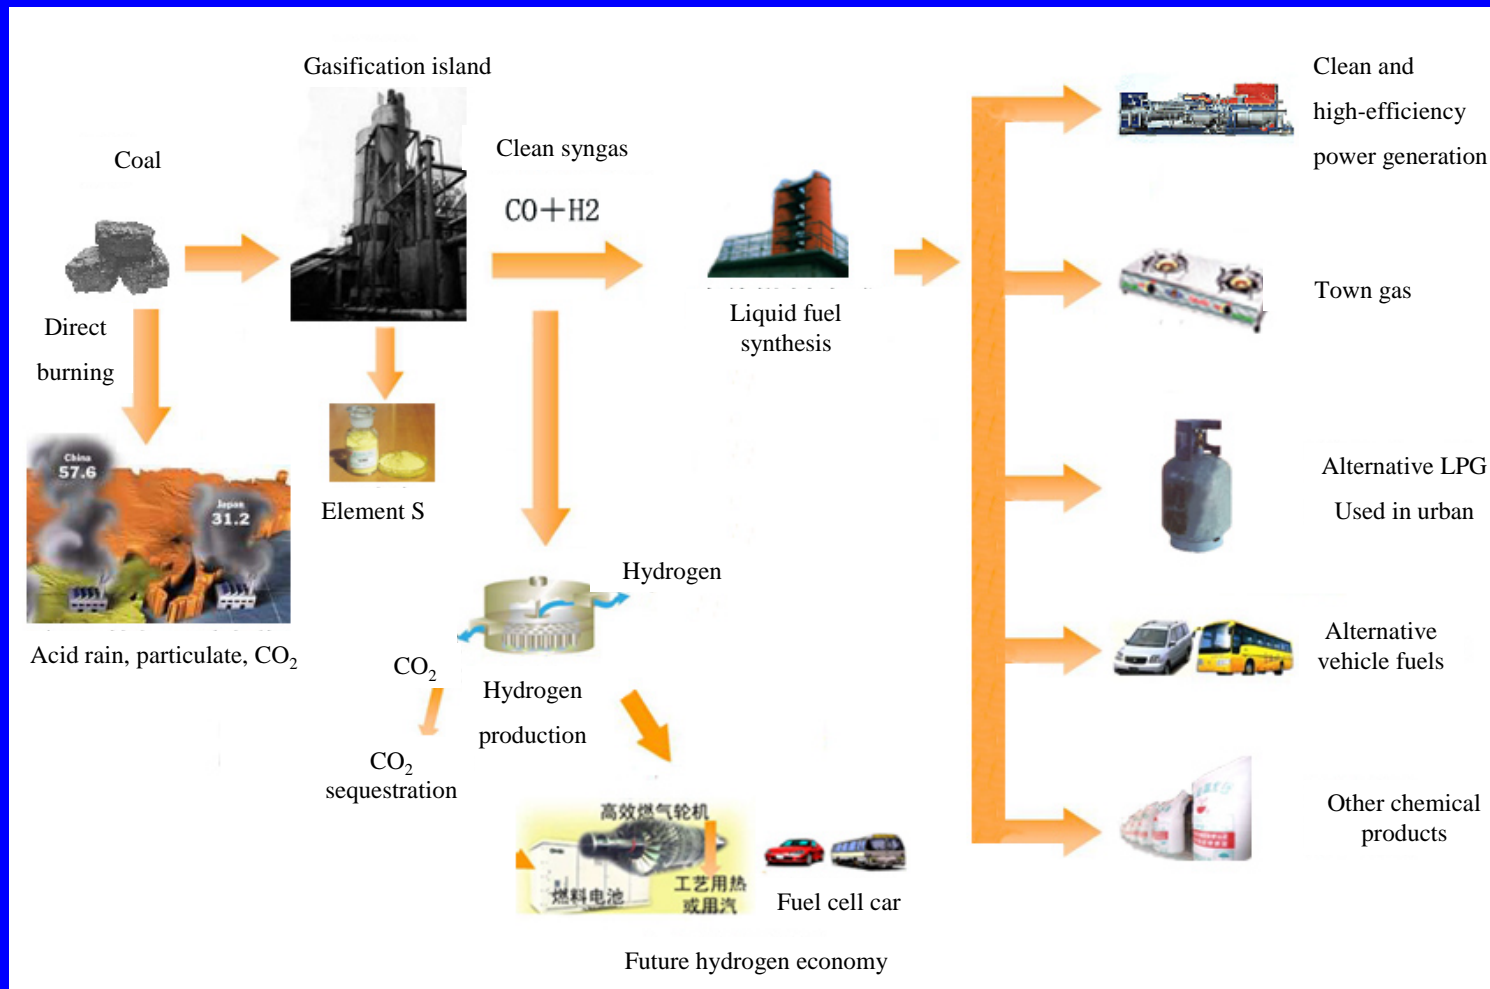 Gasification island
Coal
Clean syngas
CO+H2
Clean and
high-efficiency
power generation
Town gas
Direct
burning
Liquid fuel
synthesis
China
57.6
Japan
31.2
Element S
Alternative LPG
Used in urban
Hydrogen
Acid rain, particulate, CO₂
CO₂
Hydrogen
production
Alternative
vehicle fuels
CO₂
sequestration
Other chemical
products
高效燃气轮机
燃料电池
工艺用热
或用汽
Fuel cell car
Future hydrogen economy